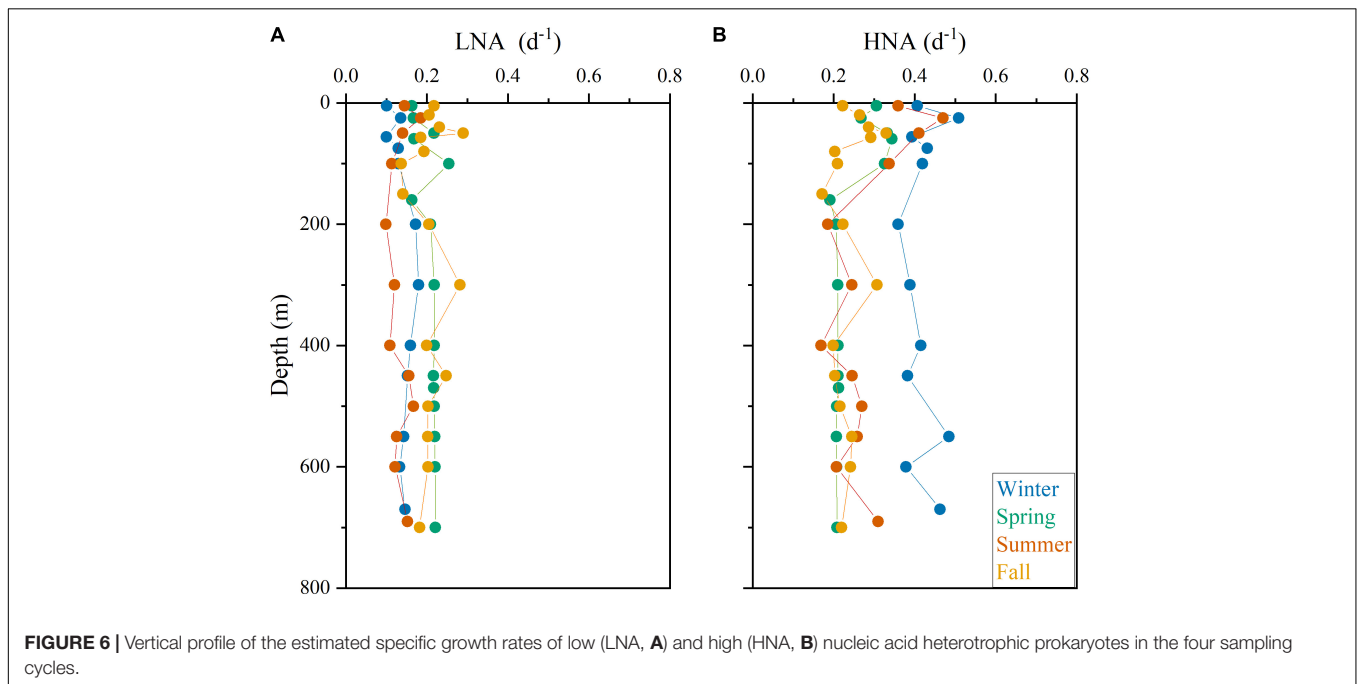 A
LNA (d⁻¹)
0.0 0.2 0.4 0.6 0.8
B
HNA (d⁻¹)
0.0 0.2 0.4 0.6 0.8
Depth (m)
0
200
400
600
800
Winter
Spring
Summer
Fall
FIGURE 6 | Vertical profile of the estimated specific growth rates of low (LNA, A) and high (HNA, B) nucleic acid heterotrophic prokaryotes in the four sampling
cycles.